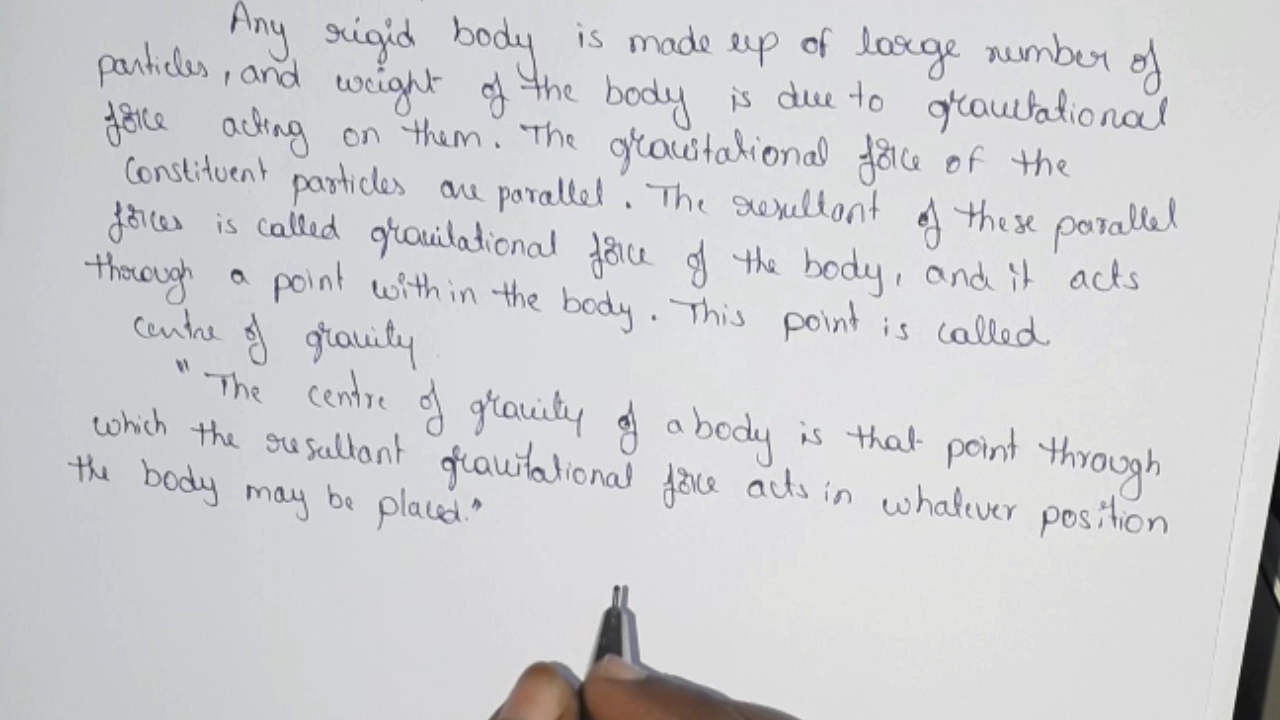 Any rigid body is made up of large number of
particles, and weight of the body is due to gravitational
force acting on them. The gravitational force of the
constituent particles are parallel. The resultant of these parallel
forces is called gravitational force of the body, and it acts
through a point within the body. This point is called
centre of gravity
"The centre of gravity of a body is that point through
which the resultant gravitational force acts in whatever position
the body may be placed."